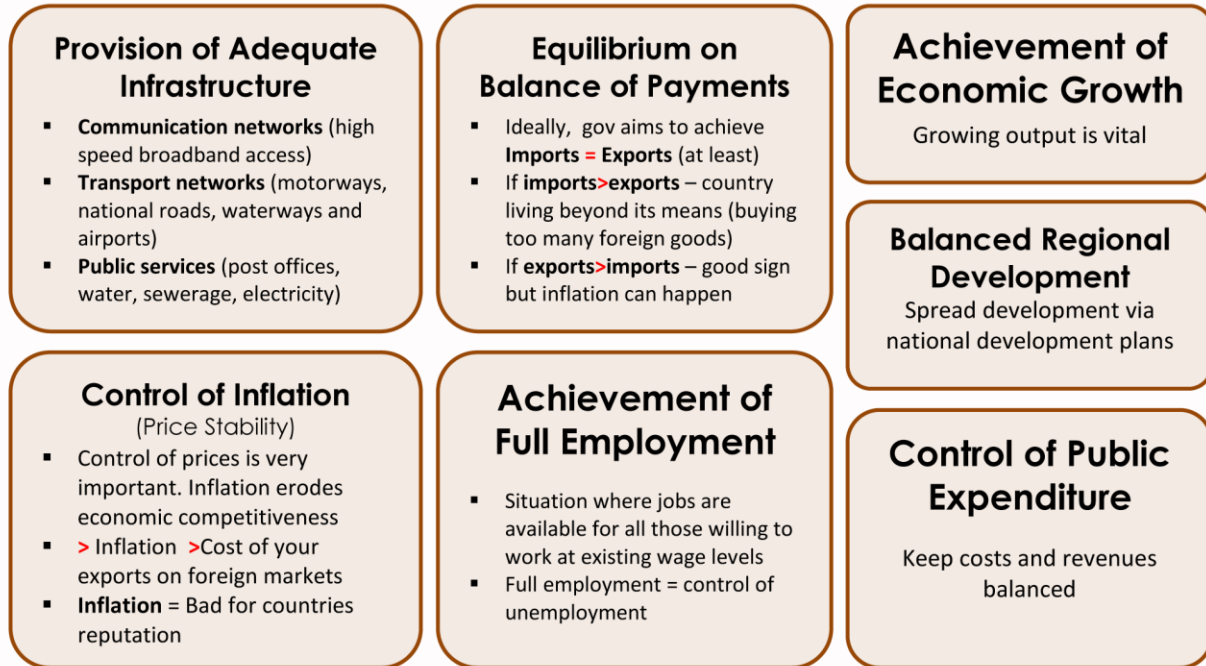 Provision of Adequate
Infrastructure
▪ Communication networks (high
speed broadband access)
▪ Transport networks (motorways,
national roads, waterways and
airports)
▪ Public services (post offices,
water, sewerage, electricity)
Equilibrium on
Balance of Payments
▪ Ideally, gov aims to achieve
Imports = Exports (at least)
▪ If imports>exports – country
living beyond its means (buying
too many foreign goods)
▪ If exports>imports – good sign
but inflation can happen
Achievement of
Economic Growth
Growing output is vital
Balanced Regional
Development
Spread development via
national development plans
Control of Inflation
(Price Stability)
▪ Control of prices is very
important. Inflation erodes
economic competitiveness
▪ > Inflation >Cost of your
exports on foreign markets
▪ Inflation = Bad for countries
reputation
Achievement of
Full Employment
▪ Situation where jobs are
available for all those willing to
work at existing wage levels
▪ Full employment = control of
unemployment
Control of Public
Expenditure
Keep costs and revenues
balanced